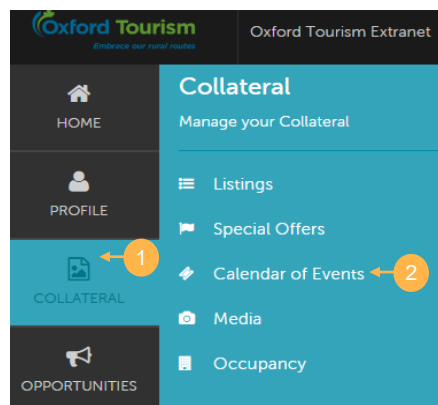 Oxford Tourism
Embrace our rural routes
Oxford Tourism Extranet
HOME
PROFILE
1
COLLATERAL
OPPORTUNITIES
Collateral
Manage your Collateral
Listings
Special Offers
Calendar of Events
2
Media
Occupancy